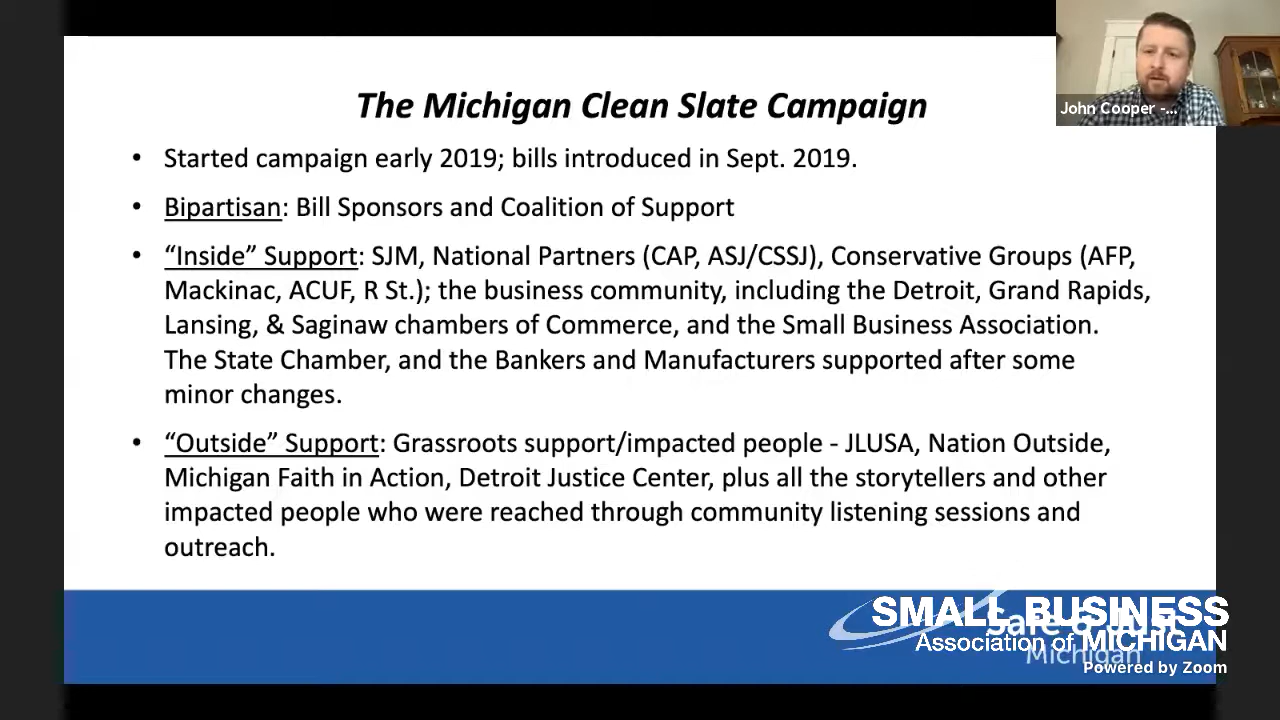 The Michigan Clean Slate Campaign
John Cooper -...
• Started campaign early 2019; bills introduced in Sept. 2019.
• Bipartisan: Bill Sponsors and Coalition of Support
• “Inside” Support: SJM, National Partners (CAP, ASJ/CSSJ), Conservative Groups (AFP,
Mackinac, ACUF, R St.); the business community, including the Detroit, Grand Rapids,
Lansing, & Saginaw chambers of Commerce, and the Small Business Association.
The State Chamber, and the Bankers and Manufacturers supported after some
minor changes.
• “Outside” Support: Grassroots support/impacted people - JLUSA, Nation Outside,
Michigan Faith in Action, Detroit Justice Center, plus all the storytellers and other
impacted people who were reached through community listening sessions and
outreach.
SMALL BUSINESS
Safe & Just
Association of MICHIGAN
Michigan
Powered by Zoom